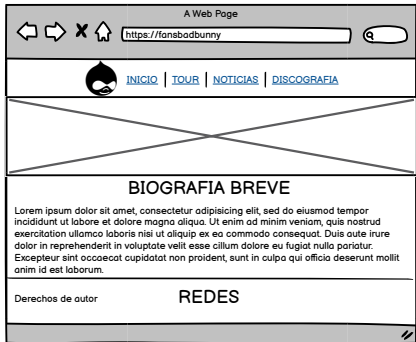 A Web Page
https://fansbadbunny
INICIO | TOUR | NOTICIAS | DISCOGRAFIA
BIOGRAFIA BREVE
Lorem ipsum dolor sit amet, consectetur adipisicing elit, sed do eiusmod tempor
incididunt ut labore et dolore magna aliqua. Ut enim ad minim veniam, quis nostrud
exercitation ullamco laboris nisi ut aliquip ex ea commodo consequat. Duis aute irure
dolor in reprehenderit in voluptate velit esse cillum dolore eu fugiat nulla pariatur.
Excepteur sint occaecat cupidatat non proident, sunt in culpa qui officia deserunt mollit
anim id est laborum.
Derechos de autor REDES